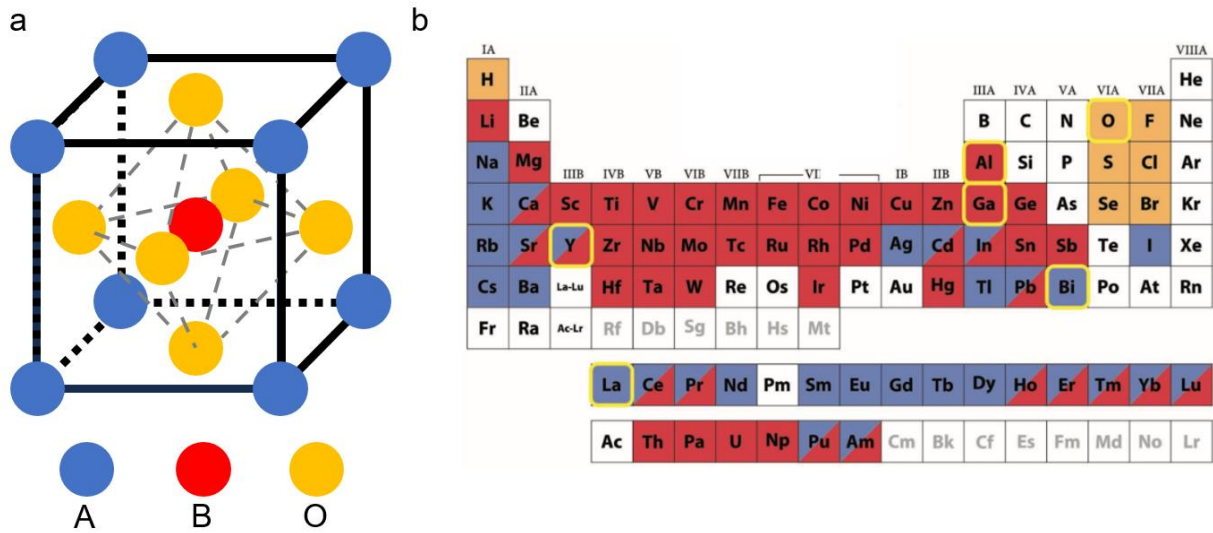 a
A B O
b
IA VIIIA
H He
IIA IIIA IVA VA VIA VIIA
Li Be B C N O F Ne
Na Mg Al Si P S Cl Ar
IIIB IVB VB VIB VIIB VII IB IIB
K Ca Sc Ti V Cr Mn Fe Co Ni Cu Zn Ga Ge As Se Br Kr
Rb Sr Y Zr Nb Mo Tc Ru Rh Pd Ag Cd In Sn Sb Te I Xe
Cs Ba La-Lu Hf Ta W Re Os Ir Pt Au Hg Tl Pb Bi Po At Rn
Fr Ra Ac-Lr Rf Db Sg Bh Hs Mt
La Ce Pr Nd Pm Sm Eu Gd Tb Dy Ho Er Tm Yb Lu
Ac Th Pa U Np Pu Am Cm Bk Cf Es Fm Md No Lr